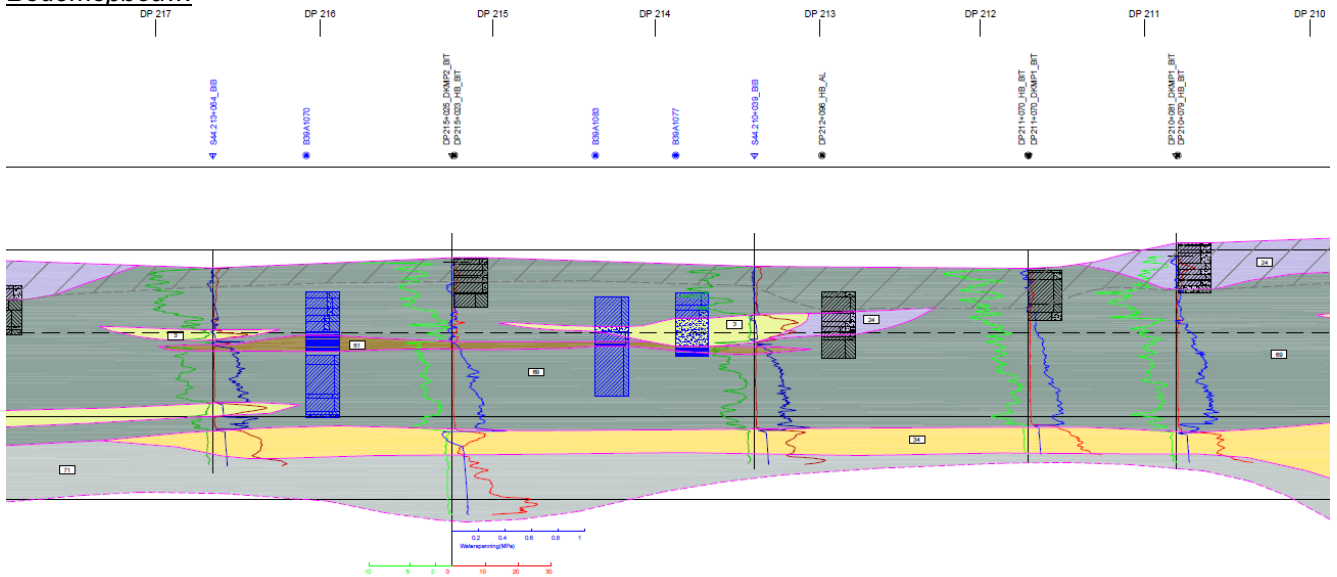 DP 217
DP 216
DP 215
DP 214
DP 213
DP 212
DP 211
DP 210
S44.213+064_BIB
B39A1070
DP215+025_DKMP2_BIT
DP215+023_HB_BIT
B39A1083
B39A1077
S44.210+039_BIB
DP212+096_HB_AL
DP211+070_HB_BIT
DP211+070_DKMP1_BIT
DP210+081_DKMP1_BIT
DP210+079_HB_BIT
24
3
24
3
61
69
69
34
71
0.2 0.4 0.6 0.8 1
Waterspanning(MPa)
10 5 2 0 10 20 30